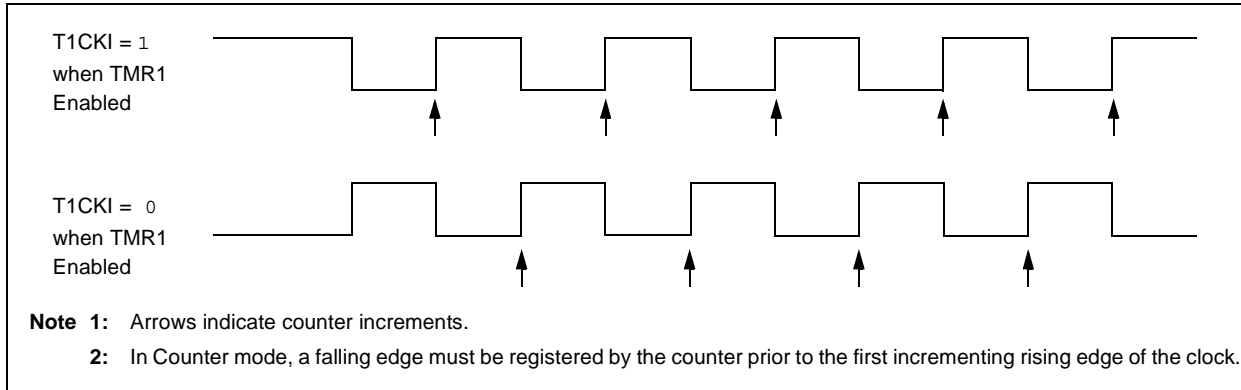 T1CKI = 1
when TMR1
Enabled
T1CKI = 0
when TMR1
Enabled
Note 1: Arrows indicate counter increments.
2: In Counter mode, a falling edge must be registered by the counter prior to the first incrementing rising edge of the clock.